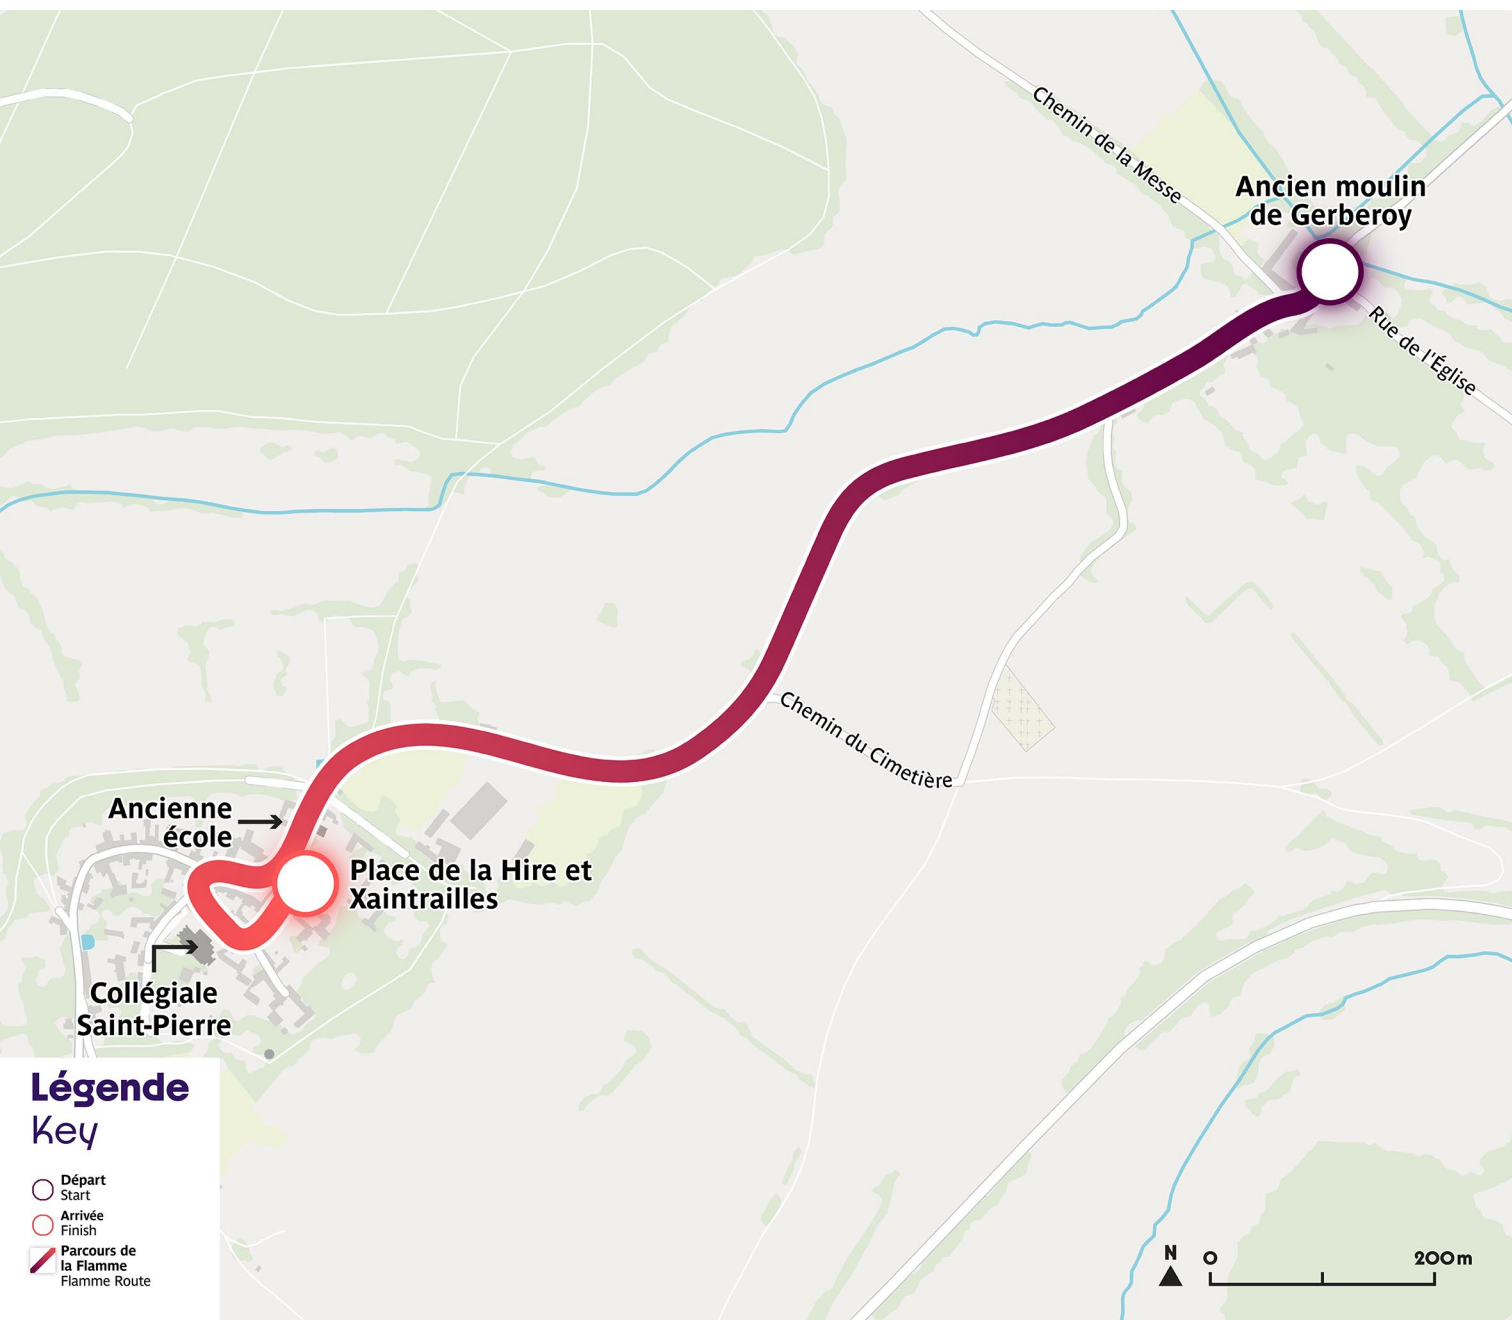 Chemin de la Messe
Ancien moulin
de Gerberoy
Rue de l'Église
Chemin du Cimetière
Ancienne
école
Place de la Hire et
Xaintrailles
Collégiale
Saint-Pierre
Légende
Key
Départ
Start
Arrivée
Finish
Parcours de
la Flamme
Flamme Route
N
0
200m